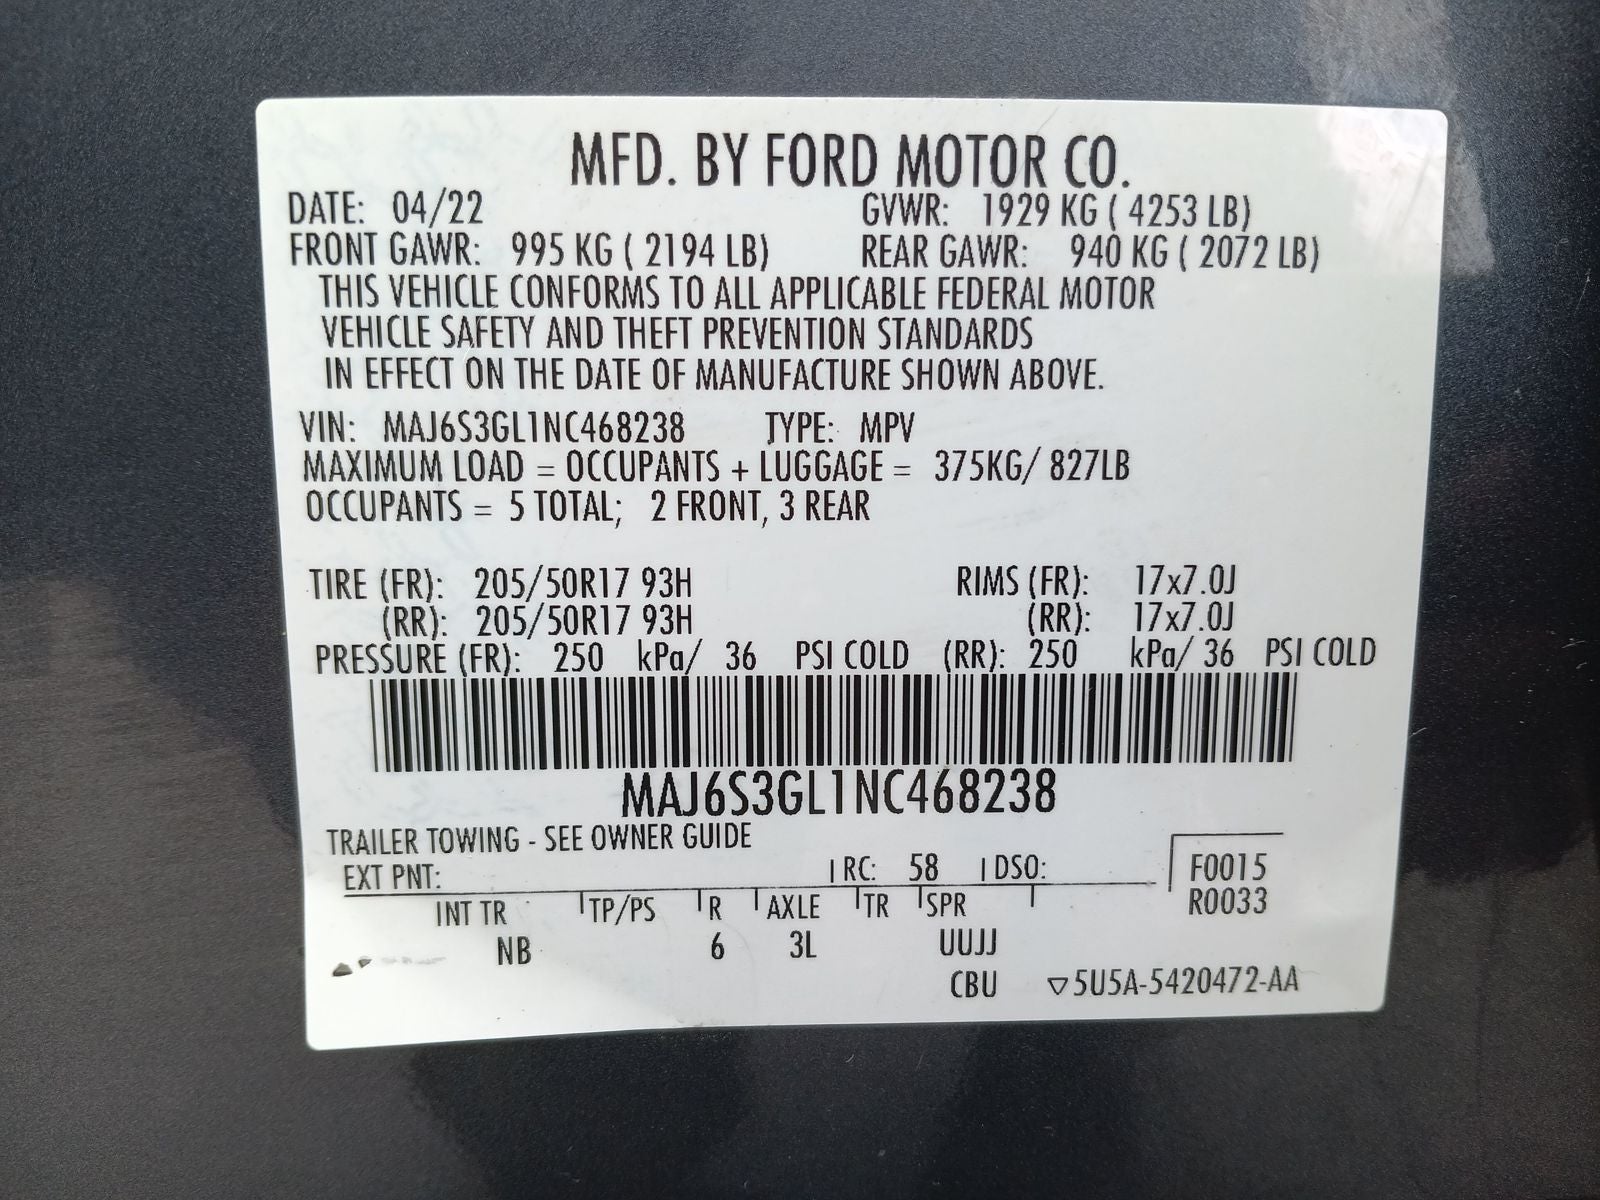 MFD. BY FORD MOTOR CO.
DATE: 04/22 GVWR: 1929 KG ( 4253 LB)
FRONT GAWR: 995 KG ( 2194 LB) REAR GAWR: 940 KG ( 2072 LB)
THIS VEHICLE CONFORMS TO ALL APPLICABLE FEDERAL MOTOR
VEHICLE SAFETY AND THEFT PREVENTION STANDARDS
IN EFFECT ON THE DATE OF MANUFACTURE SHOWN ABOVE.
VIN: MAJ6S3GL1NC468238 TYPE: MPV
MAXIMUM LOAD = OCCUPANTS + LUGGAGE = 375KG/ 827LB
OCCUPANTS = 5 TOTAL; 2 FRONT, 3 REAR
TIRE (FR): 205/50R17 93H RIMS (FR): 17x7.0J
(RR): 205/50R17 93H (RR): 17x7.0J
PRESSURE (FR): 250 kPa/ 36 PSI COLD (RR): 250 kPa/ 36 PSI COLD
MAJ6S3GL1NC468238
TRAILER TOWING - SEE OWNER GUIDE
EXT PNT: RC: 58 DSO: F0015
INT TR TP/PS R AXLE TR SPR R0033
NB 6 3L UUJJ
CBU ▽5U5A-5420472-AA